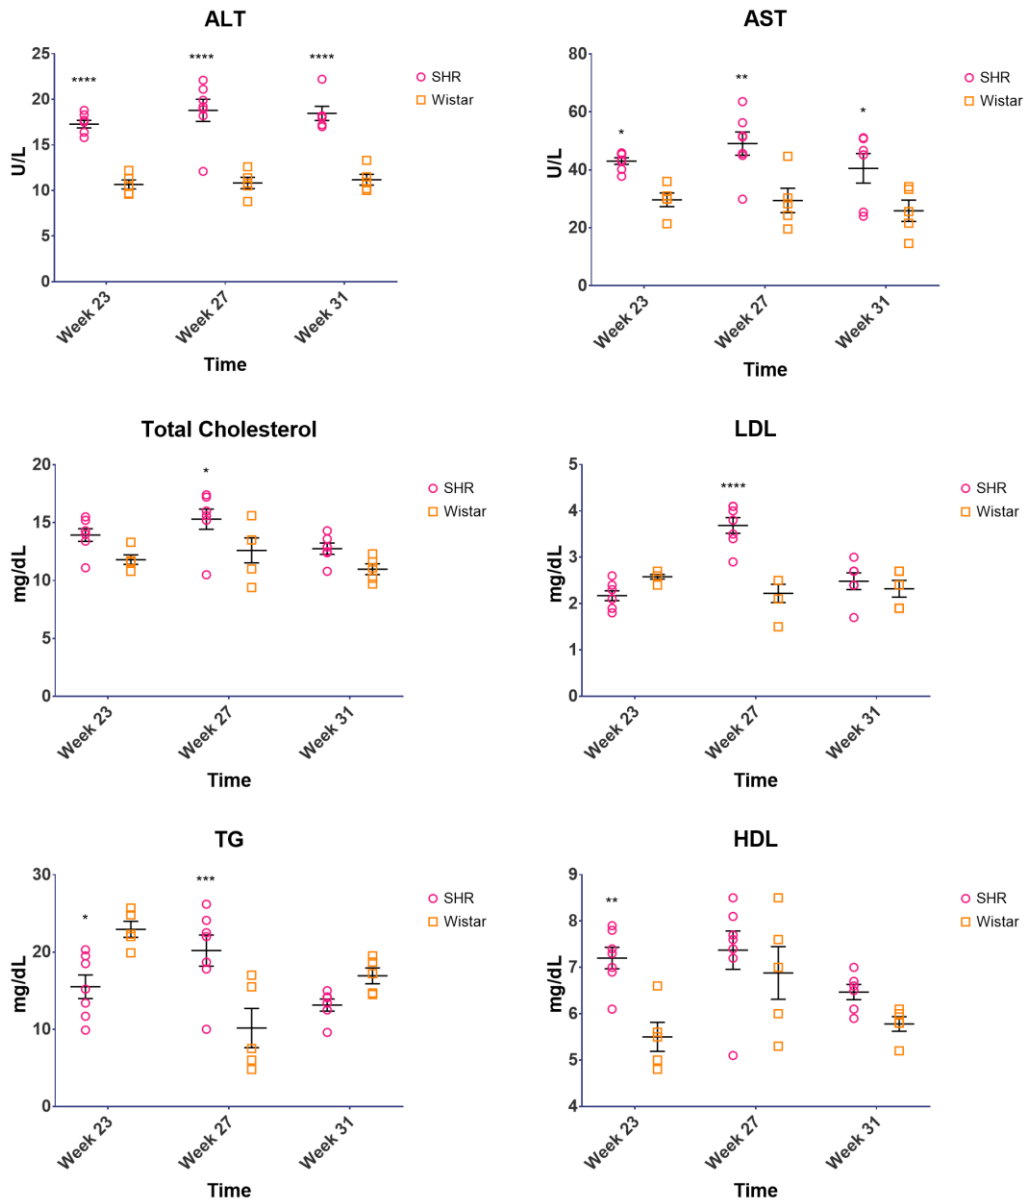 ALT
25
20
15
10
5
0
U/L
****
****
****
SHR
Wistar
Week 23
Week 27
Week 31
Time
AST
80
60
40
20
0
U/L
*
**
*
SHR
Wistar
Week 23
Week 27
Week 31
Time
Total Cholesterol
20
15
10
5
0
mg/dL
*
SHR
Wistar
Week 23
Week 27
Week 31
Time
LDL
5
4
3
2
1
0
mg/dL
****
SHR
Wistar
Week 23
Week 27
Week 31
Time
TG
30
20
10
0
mg/dL
*
***
SHR
Wistar
Week 23
Week 27
Week 31
Time
HDL
9
8
7
6
5
4
mg/dL
**
SHR
Wistar
Week 23
Week 27
Week 31
Time